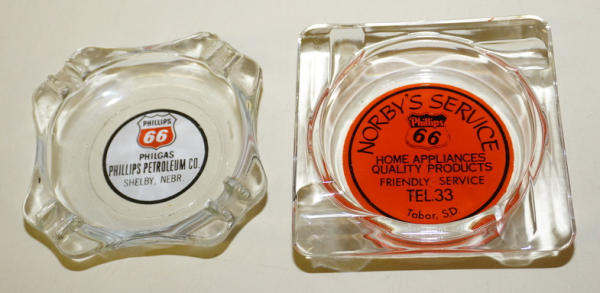 PHILLIPS
66
PHILGAS
PHILLIPS PETROLEUM CO.
SHELBY, NEBR.
NORBY'S SERVICE
Phillips
66
HOME APPLIANCES
QUALITY PRODUCTS
FRIENDLY SERVICE
TEL.33
Tabor, SD.